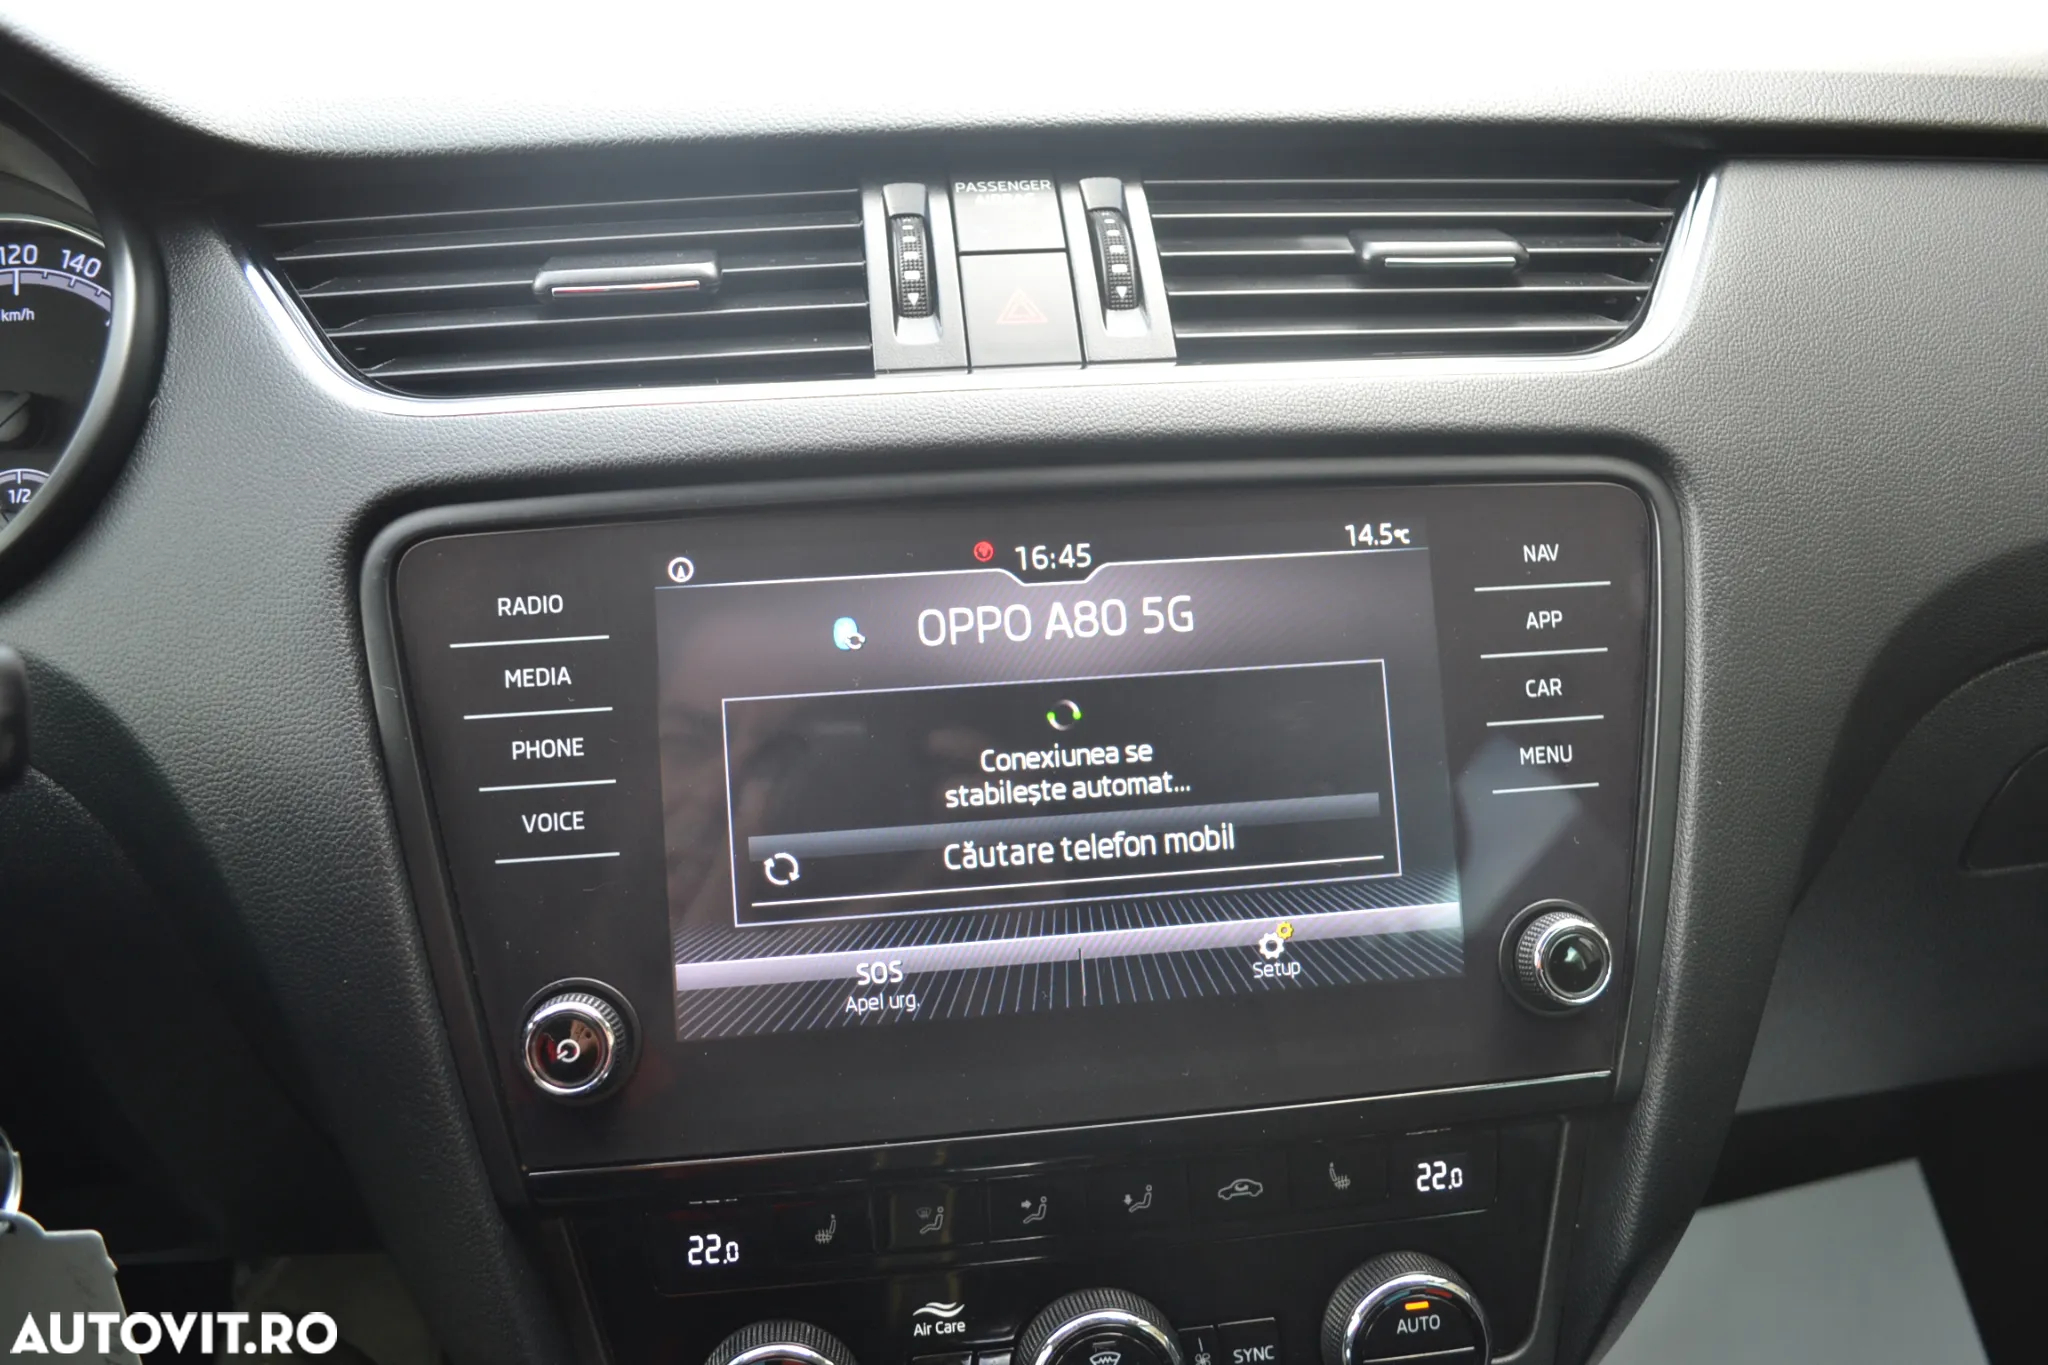 PASSENGER
AIRBAG
120
140
km/h
1/2
16:45
14.5°C
OPPO A80 5G
RADIO
MEDIA
PHONE
VOICE
NAV
APP
CAR
MENU
Conexiunea se
stabilește automat...
Căutare telefon mobil
SOS
Apel urg.
Setup
22.0
22.0
Air Care
SYNC
AUTO
AUTOVIT.RO